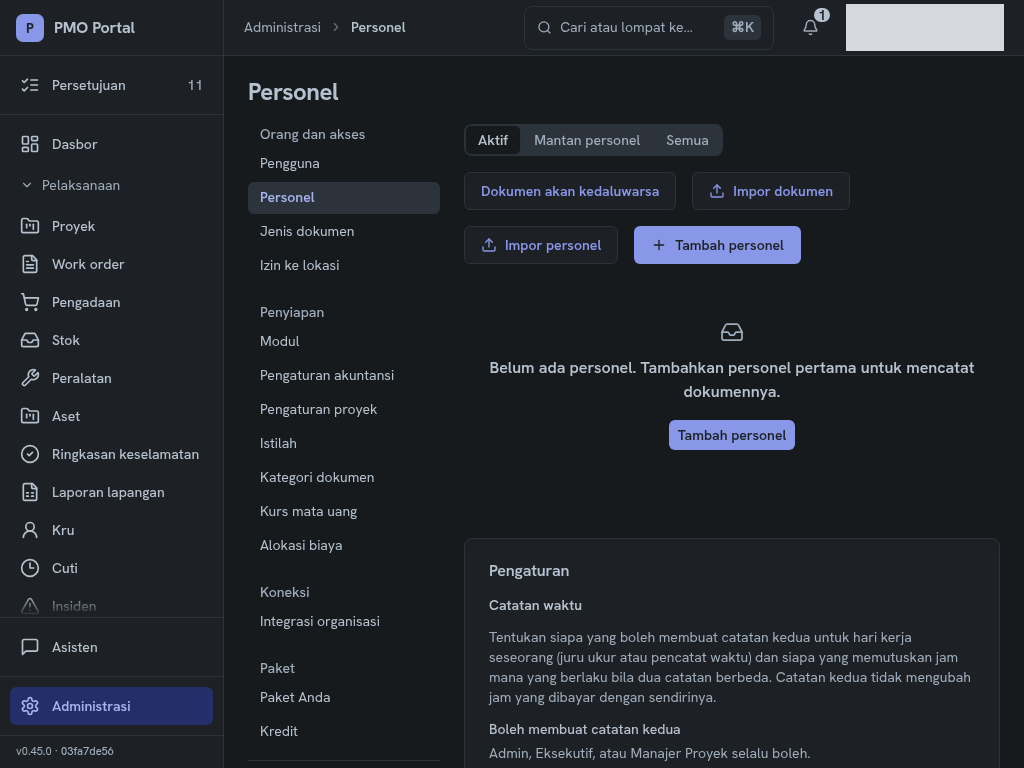 P PMO Portal
Administrasi > Personel
Cari atau lompat ke...
⌘K
1
Persetujuan 11
Dasbor
Pelaksanaan
Proyek
Work order
Pengadaan
Stok
Peralatan
Aset
Ringkasan keselamatan
Laporan lapangan
Kru
Cuti
Insiden
Asisten
Administrasi
v0.45.0 · 03fa7de56
Personel
Orang dan akses
Pengguna
Personel
Jenis dokumen
Izin ke lokasi
Penyiapan
Modul
Pengaturan akuntansi
Pengaturan proyek
Istilah
Kategori dokumen
Kurs mata uang
Alokasi biaya
Koneksi
Integrasi organisasi
Paket
Paket Anda
Kredit
Aktif Mantan personel Semua
Dokumen akan kedaluwarsa
Impor dokumen
Impor personel
Tambah personel
Belum ada personel. Tambahkan personel pertama untuk mencatat
dokumennya.
Tambah personel
Pengaturan
Catatan waktu
Tentukan siapa yang boleh membuat catatan kedua untuk hari kerja
seseorang (juru ukur atau pencatat waktu) dan siapa yang memutuskan jam
mana yang berlaku bila dua catatan berbeda. Catatan kedua tidak mengubah
jam yang dibayar dengan sendirinya.
Boleh membuat catatan kedua
Admin, Eksekutif, atau Manajer Proyek selalu boleh.